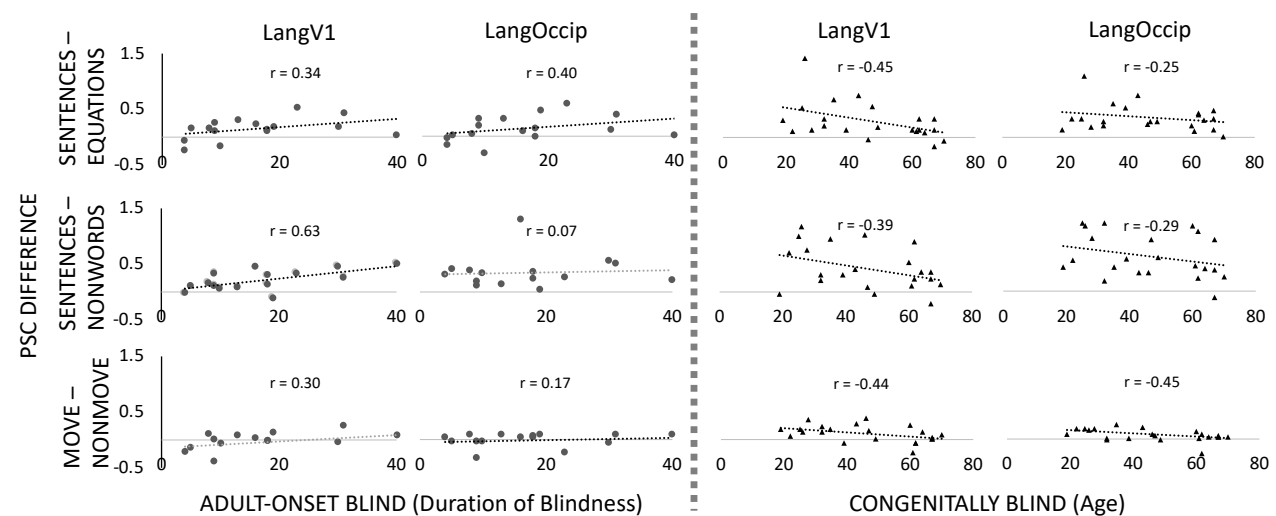 LangV1
LangOccip
LangV1
LangOccip
PSC DIFFERENCE
SENTENCES –
EQUATIONS
1.5
0.5
-0.5
r = 0.34
r = 0.40
r = -0.45
r = -0.25
0
20
40
0
20
40
0
20
40
60
80
0
20
40
60
80
SENTENCES –
NONWORDS
1.5
0.5
-0.5
r = 0.63
r = 0.07
r = -0.39
r = -0.29
0
20
40
0
20
40
0
20
40
60
80
0
20
40
60
80
MOVE –
NONMOVE
1.5
0.5
-0.5
r = 0.30
r = 0.17
r = -0.44
r = -0.45
0
20
40
0
20
40
0
20
40
60
80
0
20
40
60
80
ADULT-ONSET BLIND (Duration of Blindness)
CONGENITALLY BLIND (Age)